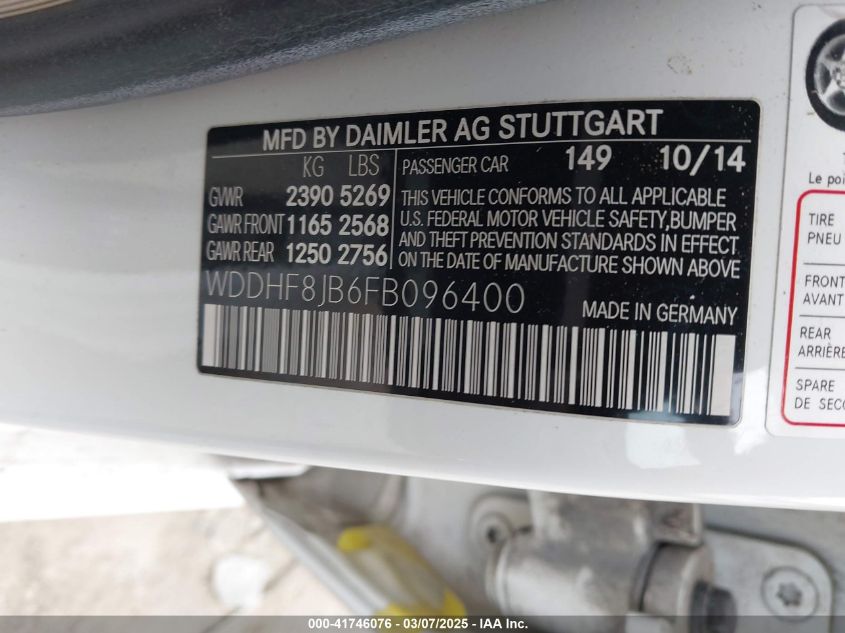 MFD BY DAIMLER AG STUTTGART
KG LBS
GVWR 2390 5269
GAWR FRONT 1165 2568
GAWR REAR 1250 2756
PASSENGER CAR 149 10/14
THIS VEHICLE CONFORMS TO ALL APPLICABLE
U.S. FEDERAL MOTOR VEHICLE SAFETY,BUMPER
AND THEFT PREVENTION STANDARDS IN EFFECT
ON THE DATE OF MANUFACTURE SHOWN ABOVE
WDDHF8JB6FB096400
MADE IN GERMANY
Le poi
TIRE
PNEU
FRONT
AVANT
REAR
ARRIÈRE
SPARE
DE SECO
000-41746076 - 03/07/2025 - IAA Inc.